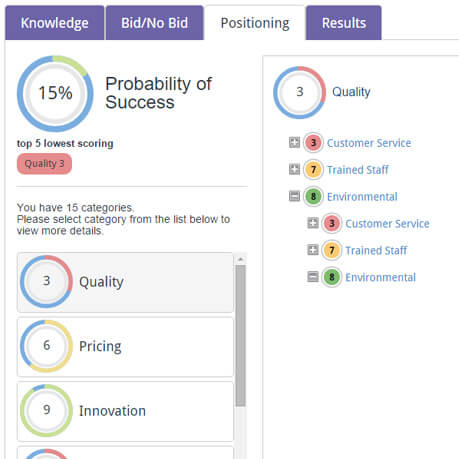 Knowledge
Bid/No Bid
Positioning
Results
15%
Probability of
Success
top 5 lowest scoring
Quality 3
You have 15 categories.
Please select category from the list below to
view more details.
3 Quality
6 Pricing
9 Innovation
3 Quality
3 Customer Service
7 Trained Staff
8 Environmental
3 Customer Service
7 Trained Staff
8 Environmental